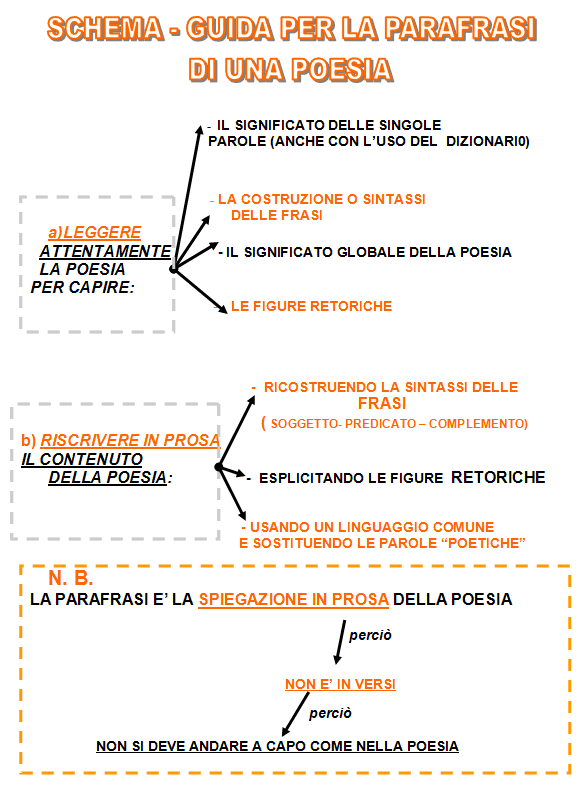 SCHEMA - GUIDA PER LA PARAFRASI
DI UNA POESIA
- IL SIGNIFICATO DELLE SINGOLE
PAROLE (ANCHE CON L'USO DEL DIZIONARI0)
- LA COSTRUZIONE O SINTASSI
DELLE FRASI
- IL SIGNIFICATO GLOBALE DELLA POESIA
- LE FIGURE RETORICHE
a)LEGGERE
ATTENTAMENTE
LA POESIA
PER CAPIRE:
- RICOSTRUENDO LA SINTASSI DELLE
FRASI
( SOGGETTO- PREDICATO – COMPLEMENTO)
- ESPLICITANDO LE FIGURE RETORICHE
- USANDO UN LINGUAGGIO COMUNE
E SOSTITUENDO LE PAROLE “POETICHE”
b) RISCRIVERE IN PROSA
IL CONTENUTO
DELLA POESIA:
N. B.
LA PARAFRASI E' LA SPIEGAZIONE IN PROSA DELLA POESIA
perciò
NON E' IN VERSI
perciò
NON SI DEVE ANDARE A CAPO COME NELLA POESIA